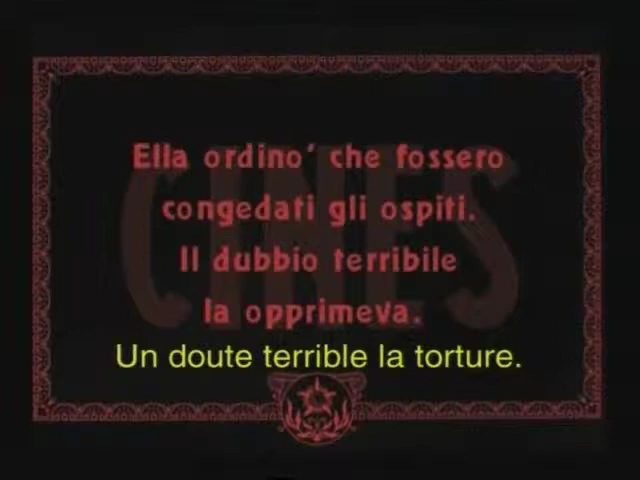 CINES
Ella ordino' che fossero
congedati gli ospiti.
Il dubbio terribile
la opprimeva.
Un doute terrible la torture.